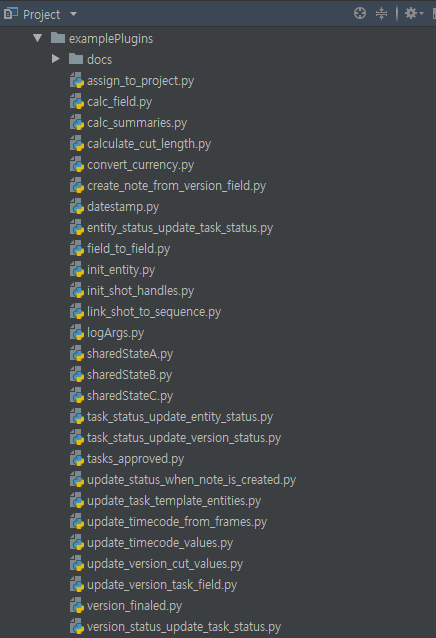 Project
examplePlugins
docs
assign_to_project.py
calc_field.py
calc_summaries.py
calculate_cut_length.py
convert_currency.py
create_note_from_version_field.py
datestamp.py
entity_status_update_task_status.py
field_to_field.py
init_entity.py
init_shot_handles.py
link_shot_to_sequence.py
logArgs.py
sharedStateA.py
sharedStateB.py
sharedStateC.py
task_status_update_entity_status.py
task_status_update_version_status.py
tasks_approved.py
update_status_when_note_is_created.py
update_task_template_entities.py
update_timecode_from_frames.py
update_timecode_values.py
update_version_cut_values.py
update_version_task_field.py
version_finaled.py
version_status_update_task_status.py